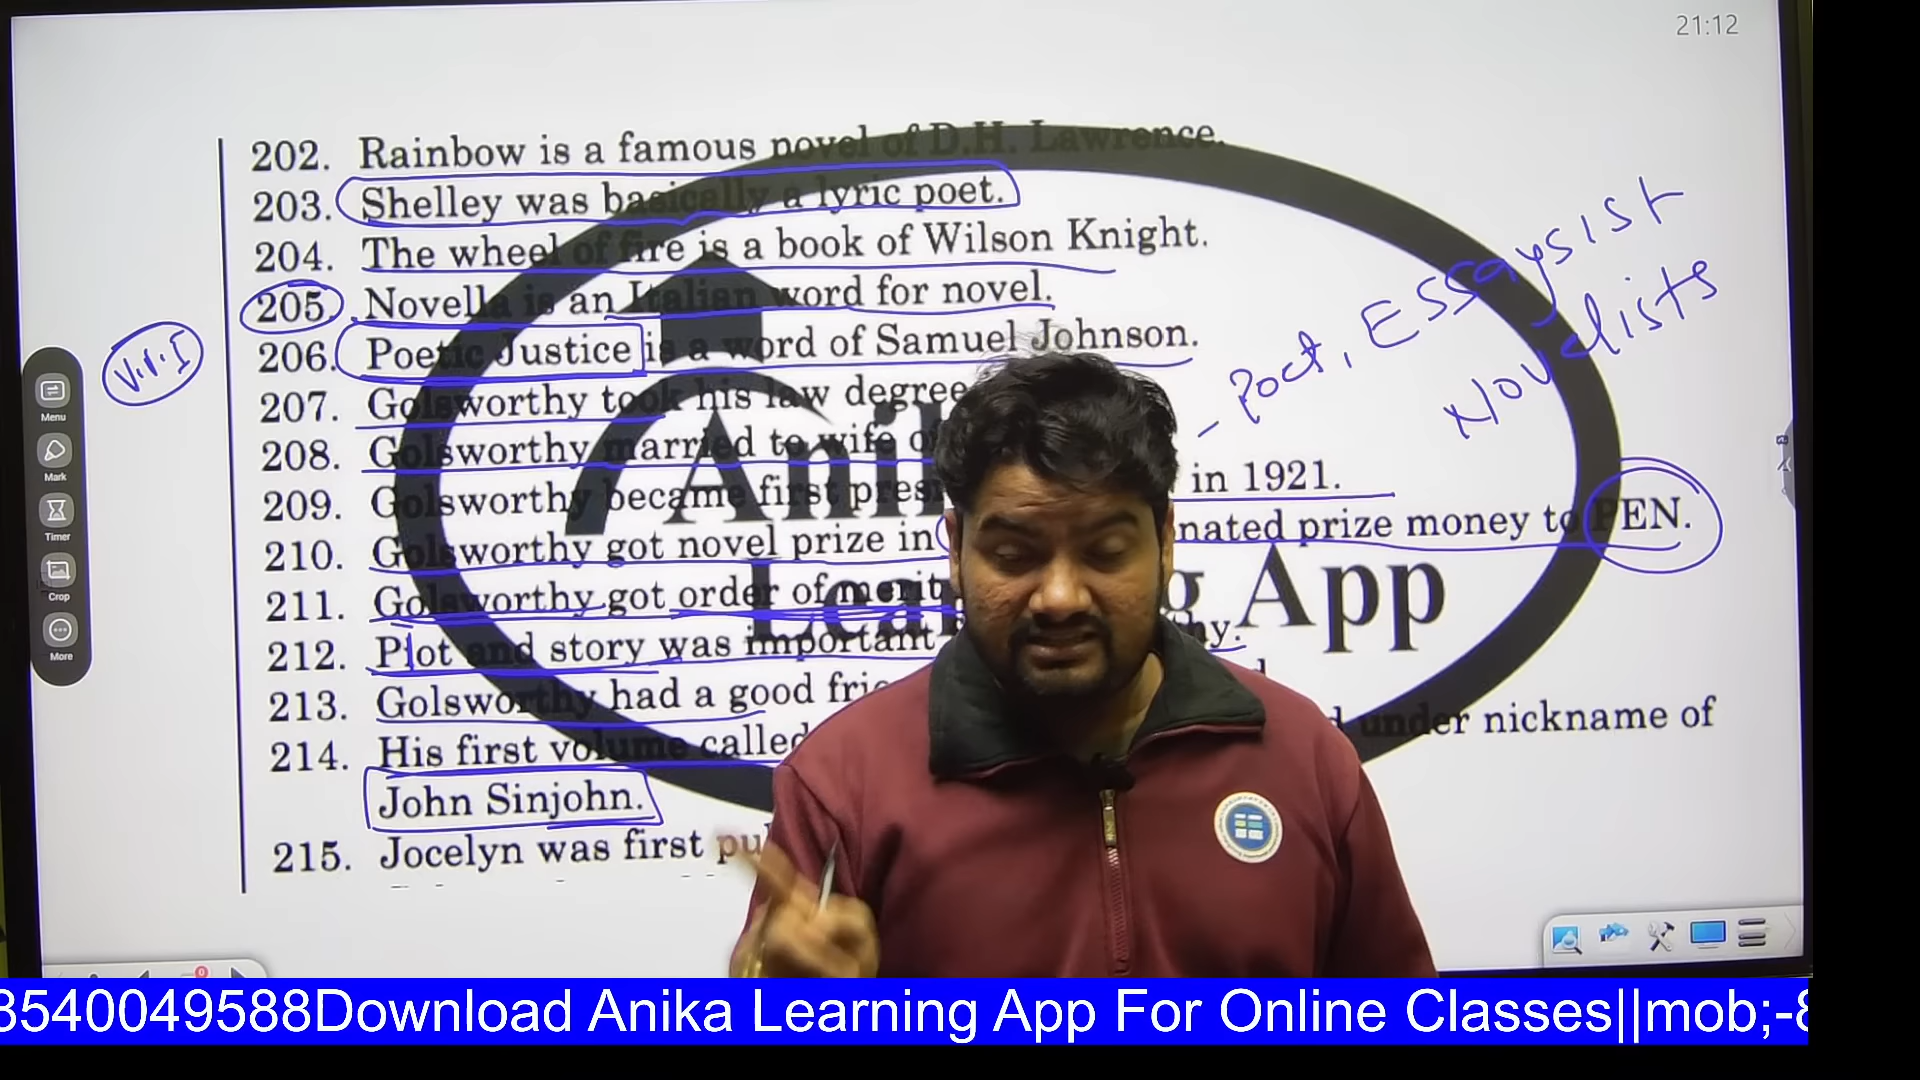 21:12
202. Rainbow is a famous novel of D.H. Lawrence.
203. Shelley was basically a lyric poet.
204. The wheel of fire is a book of Wilson Knight.
205. Novella is an Italian word for novel.
V.V.I
206. Poetic Justice is a word of Samuel Johnson.
- Poet, Essaysist
Novelists
207. Golsworthy took his law degree
208. Golsworthy married to wife of
209. Golsworthy became first pres in 1921.
210. Golsworthy got novel prize in nated prize money to PEN.
211. Golsworthy got order of merit
212. Plot and story was important hy.
213. Golsworthy had a good frie
214. His first volume called under nickname of
John Sinjohn.
215. Jocelyn was first pu
Anik
Learning App
Menu
Mark
Timer
Crop
More
0
8540049588Download Anika Learning App For Online Classes||mob;-8